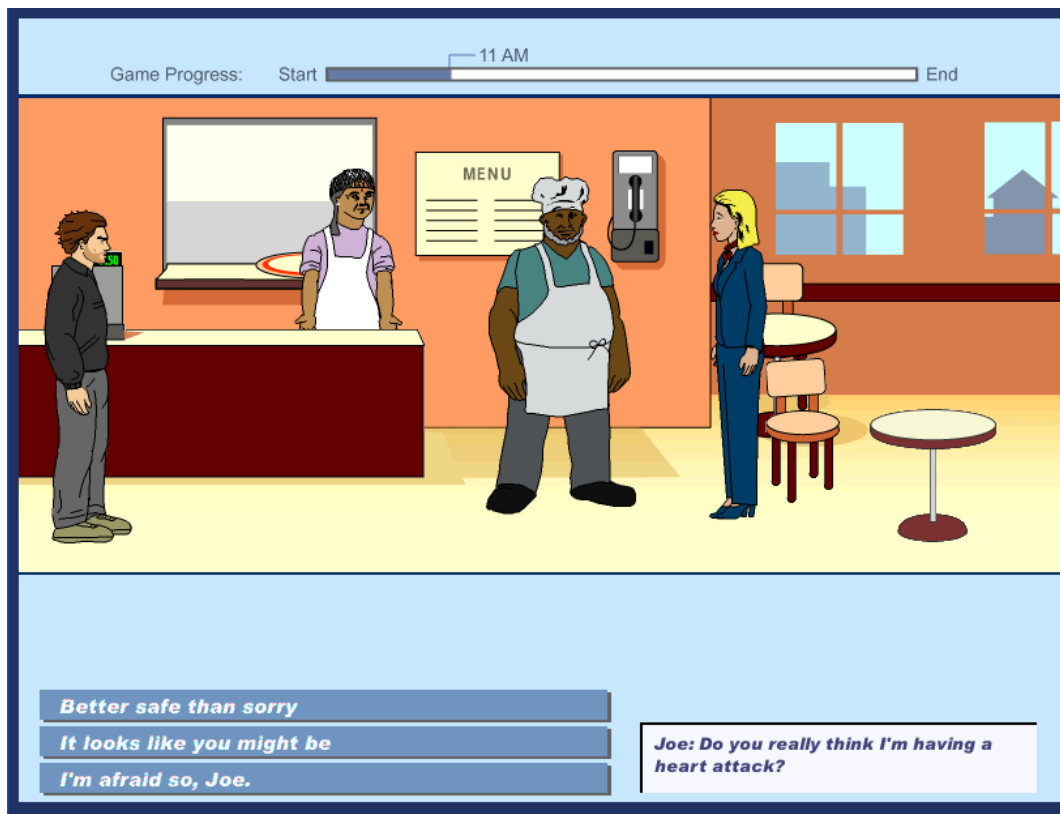 11 AM
Game Progress: Start End
MENU
.50
Better safe than sorry
It looks like you might be
I'm afraid so, Joe.
Joe: Do you really think I'm having a
heart attack?